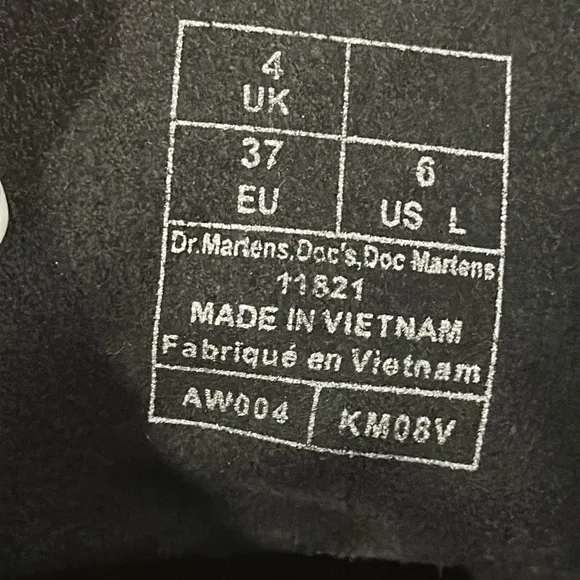 4
UK
37
EU
6
US L
Dr.Martens,Doc's,Doc Martens
11821
MADE IN VIETNAM
Fabriqué en Vietnam
AW004
KM08V